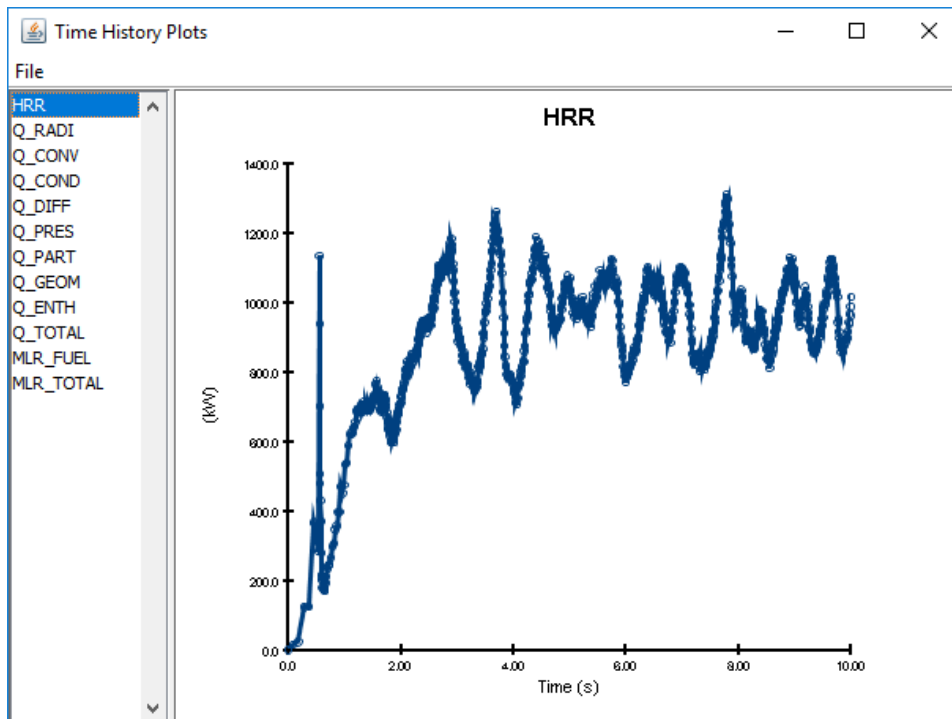 Time History Plots
File
HRR
Q_RADI
Q_CONV
Q_COND
Q_DIFF
Q_PRES
Q_PART
Q_GEOM
Q_ENTH
Q_TOTAL
MLR_FUEL
MLR_TOTAL
HRR
1400.0
1200.0
1000.0
800.0
600.0
400.0
200.0
0.0
(kW)
0.0 2.00 4.00 6.00 8.00 10.00
Time (s)